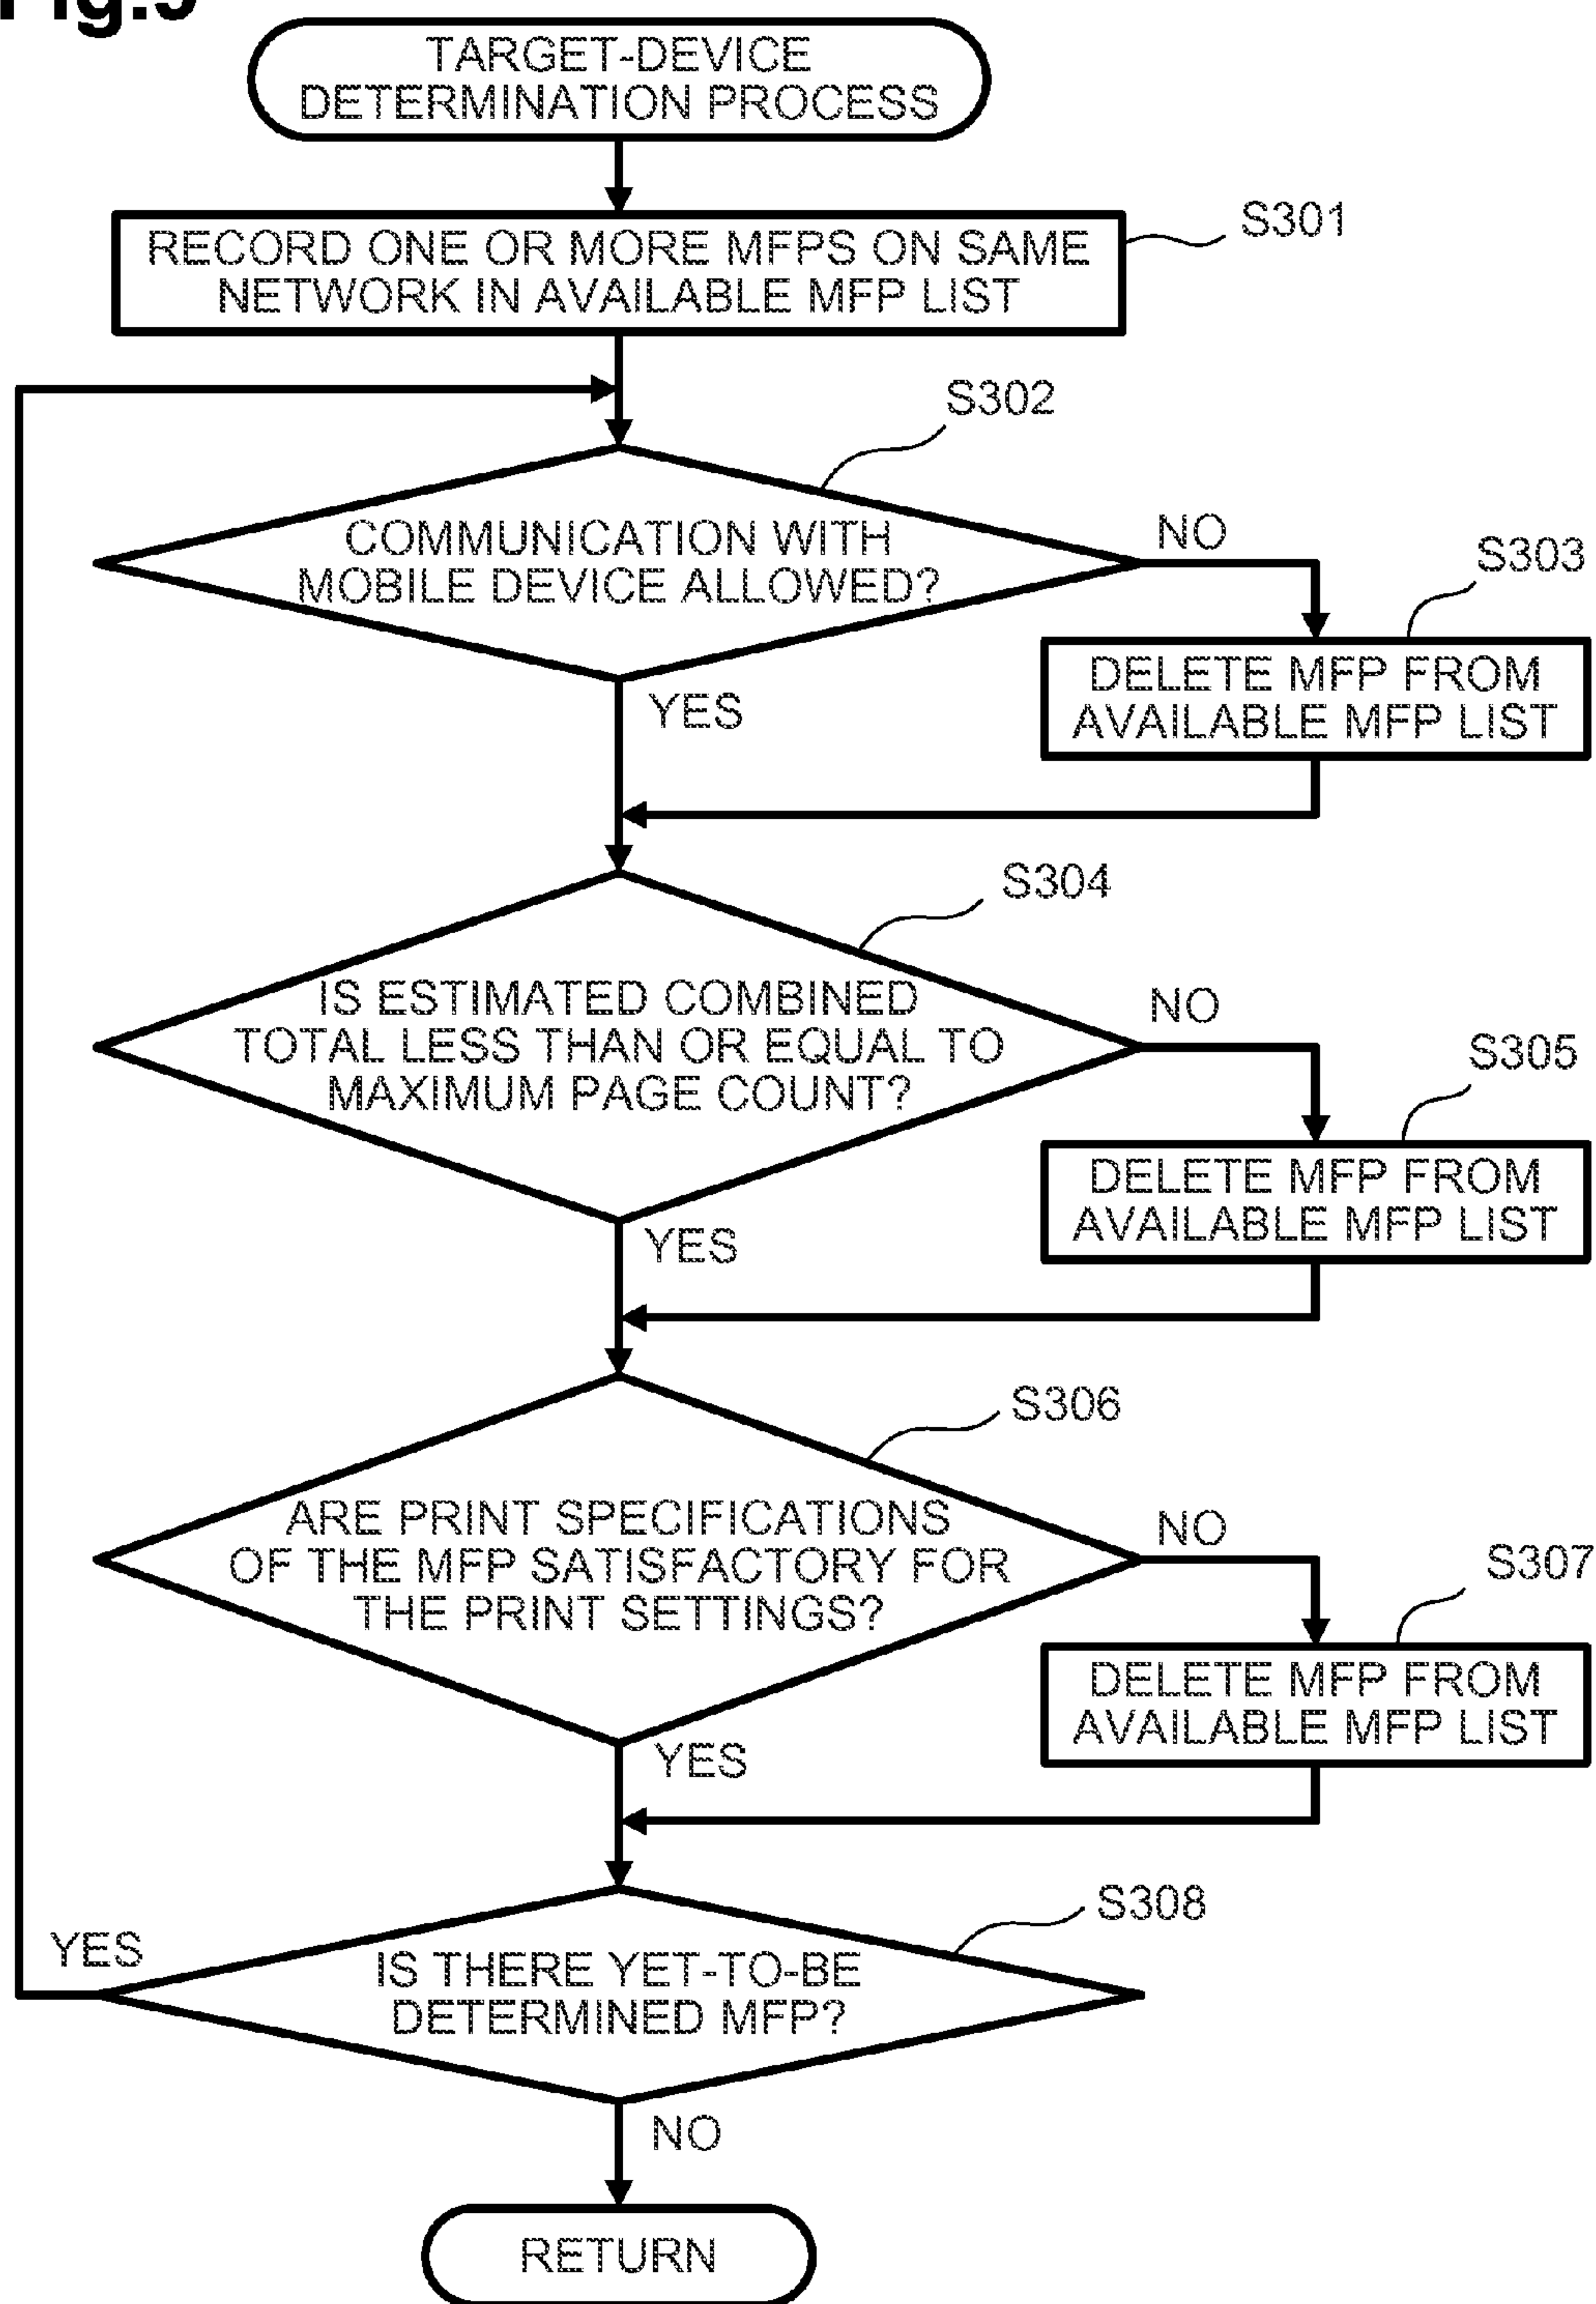 TARGET-DEVICE
DETERMINATION PROCESS
RECORD ONE OR MORE MFPS ON SAME
NETWORK IN AVAILABLE MFP LIST
S301
S302
COMMUNICATION WITH
MOBILE DEVICE ALLOWED?
NO
S303
DELETE MFP FROM
AVAILABLE MFP LIST
YES
S304
IS ESTIMATED COMBINED
TOTAL LESS THAN OR EQUAL TO
MAXIMUM PAGE COUNT?
NO
S305
DELETE MFP FROM
AVAILABLE MFP LIST
YES
S306
ARE PRINT SPECIFICATIONS
OF THE MFP SATISFACTORY FOR
THE PRINT SETTINGS?
NO
S307
DELETE MFP FROM
AVAILABLE MFP LIST
YES
S308
YES
IS THERE YET-TO-BE
DETERMINED MFP?
NO
RETURN